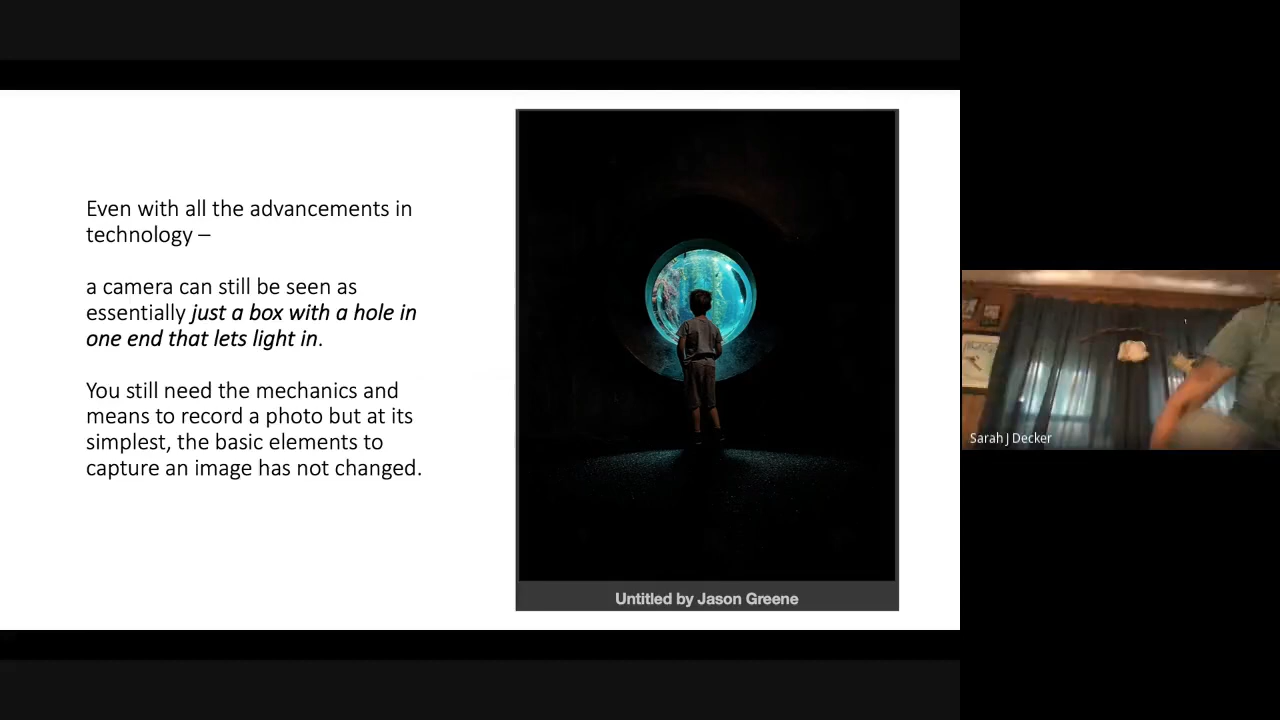 Even with all the advancements in
technology –
a camera can still be seen as
essentially just a box with a hole in
one end that lets light in.
You still need the mechanics and
means to record a photo but at its
simplest, the basic elements to
capture an image has not changed.
Untitled by Jason Greene
Sarah J Decker